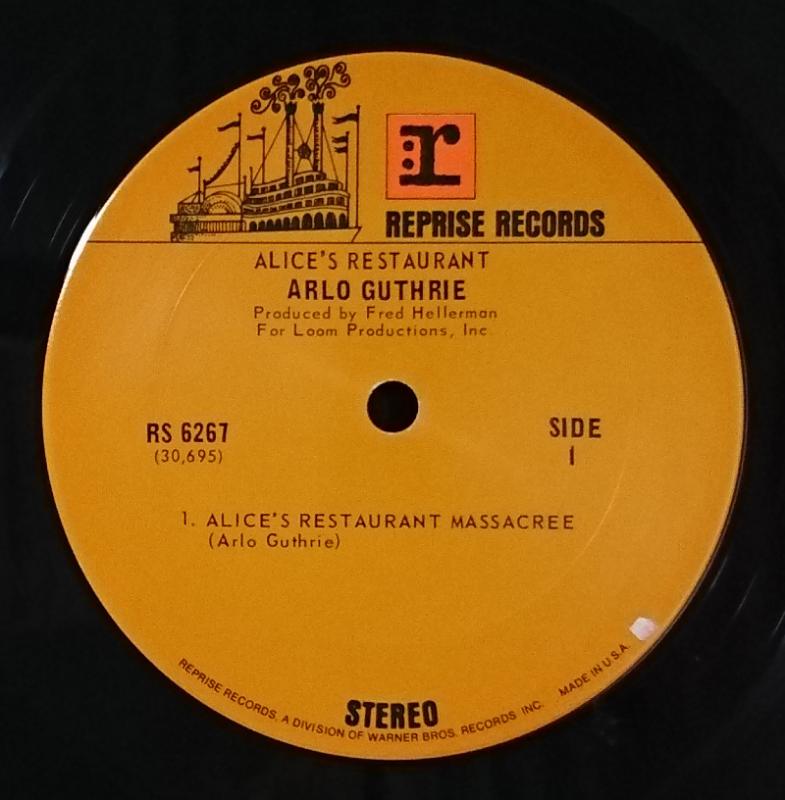 r
REPRISE RECORDS
ALICE'S RESTAURANT
ARLO GUTHRIE
Produced by Fred Hellerman
For Loom Productions, Inc.
RS 6267
(30,695)
SIDE
1
1. ALICE'S RESTAURANT MASSACREE
(Arlo Guthrie)
STEREO
REPRISE RECORDS, A DIVISION OF WARNER BROS. RECORDS INC. MADE IN U.S.A.